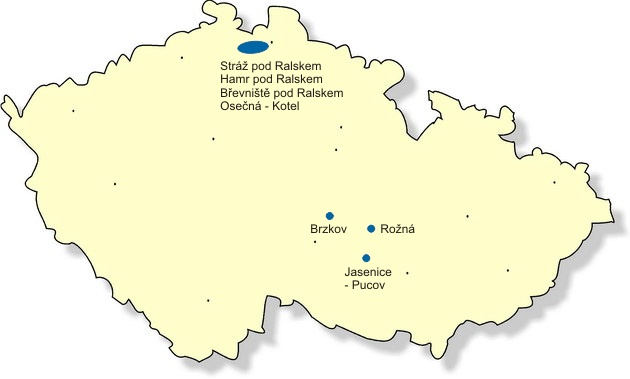 Stráž pod Ralskem
Hamr pod Ralskem
Břevniště pod Ralskem
Osečná - Kotel
Brzkov
Rožná
Jasenice
- Pucov